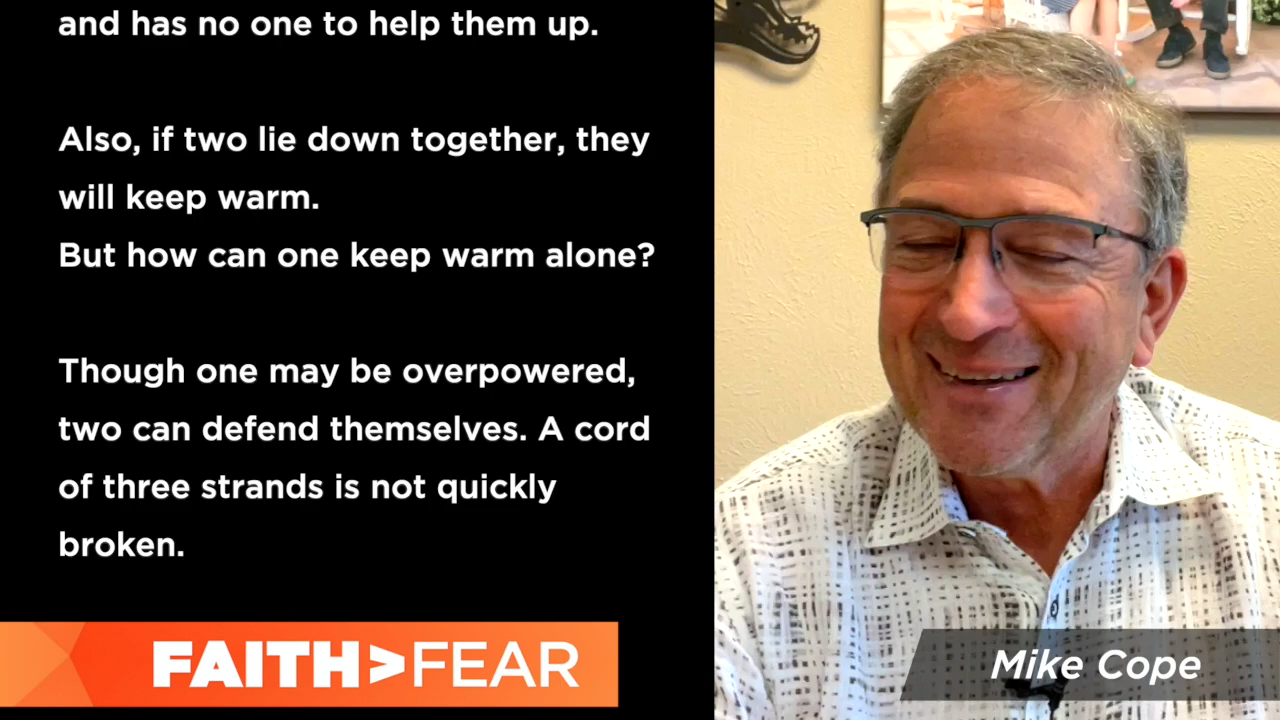 and has no one to help them up.
Also, if two lie down together, they
will keep warm.
But how can one keep warm alone?
Though one may be overpowered,
two can defend themselves. A cord
of three strands is not quickly
broken.
FAITH>FEAR
Mike Cope